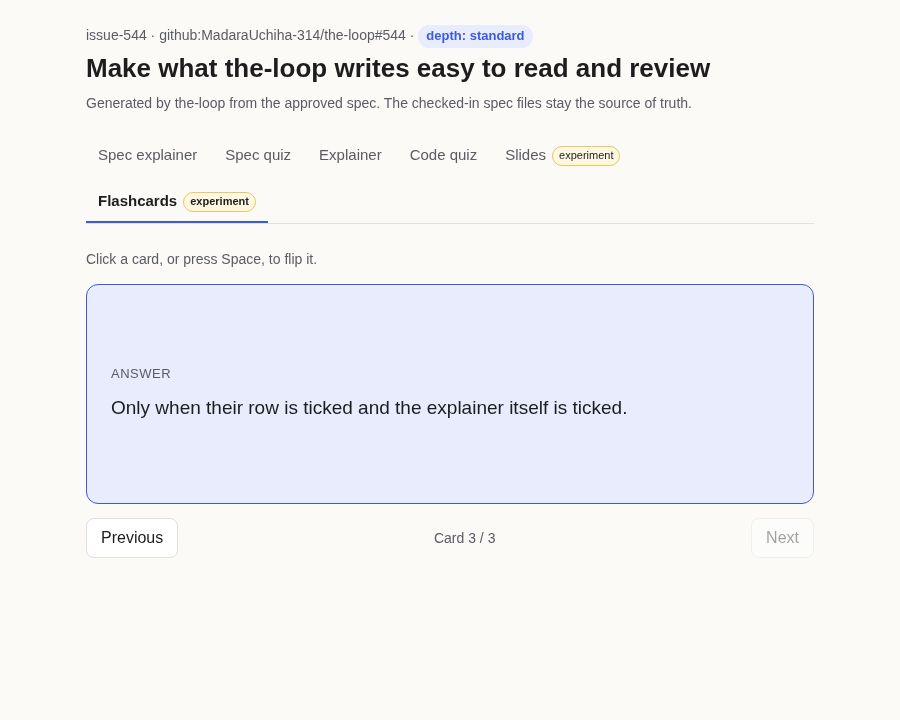 issue-544 · github:MadaraUchiha-314/the-loop#544 · depth: standard
Make what the-loop writes easy to read and review
Generated by the-loop from the approved spec. The checked-in spec files stay the source of truth.
Spec explainer Spec quiz Explainer Code quiz Slides experiment
Flashcards experiment
Click a card, or press Space, to flip it.
ANSWER
Only when their row is ticked and the explainer itself is ticked.
Previous Card 3 / 3 Next